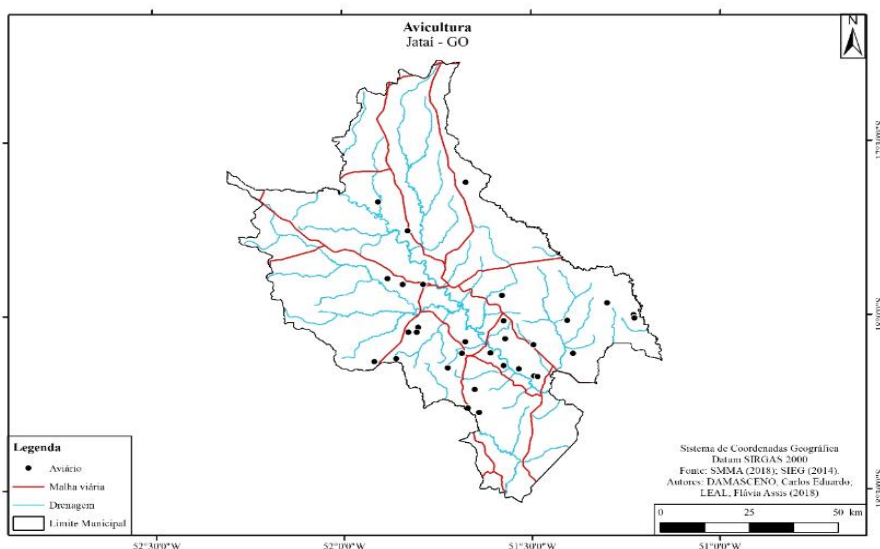 Avicultura
Jataí - GO
N
Legenda
Aviário
Malha viária
Drenagem
Limite Municipal
Sistema de Coordenadas Geográfica
Datum SIRGAS 2000
Fonte: SMMA (2018); SIEG (2014).
Autores: DAMASCENO, Carlos Eduardo;
LEAL, Flávia Assis (2018)
0 25 50 km
52°30'0"W 52°0'0"W 51°30'0"W 51°0'0"W